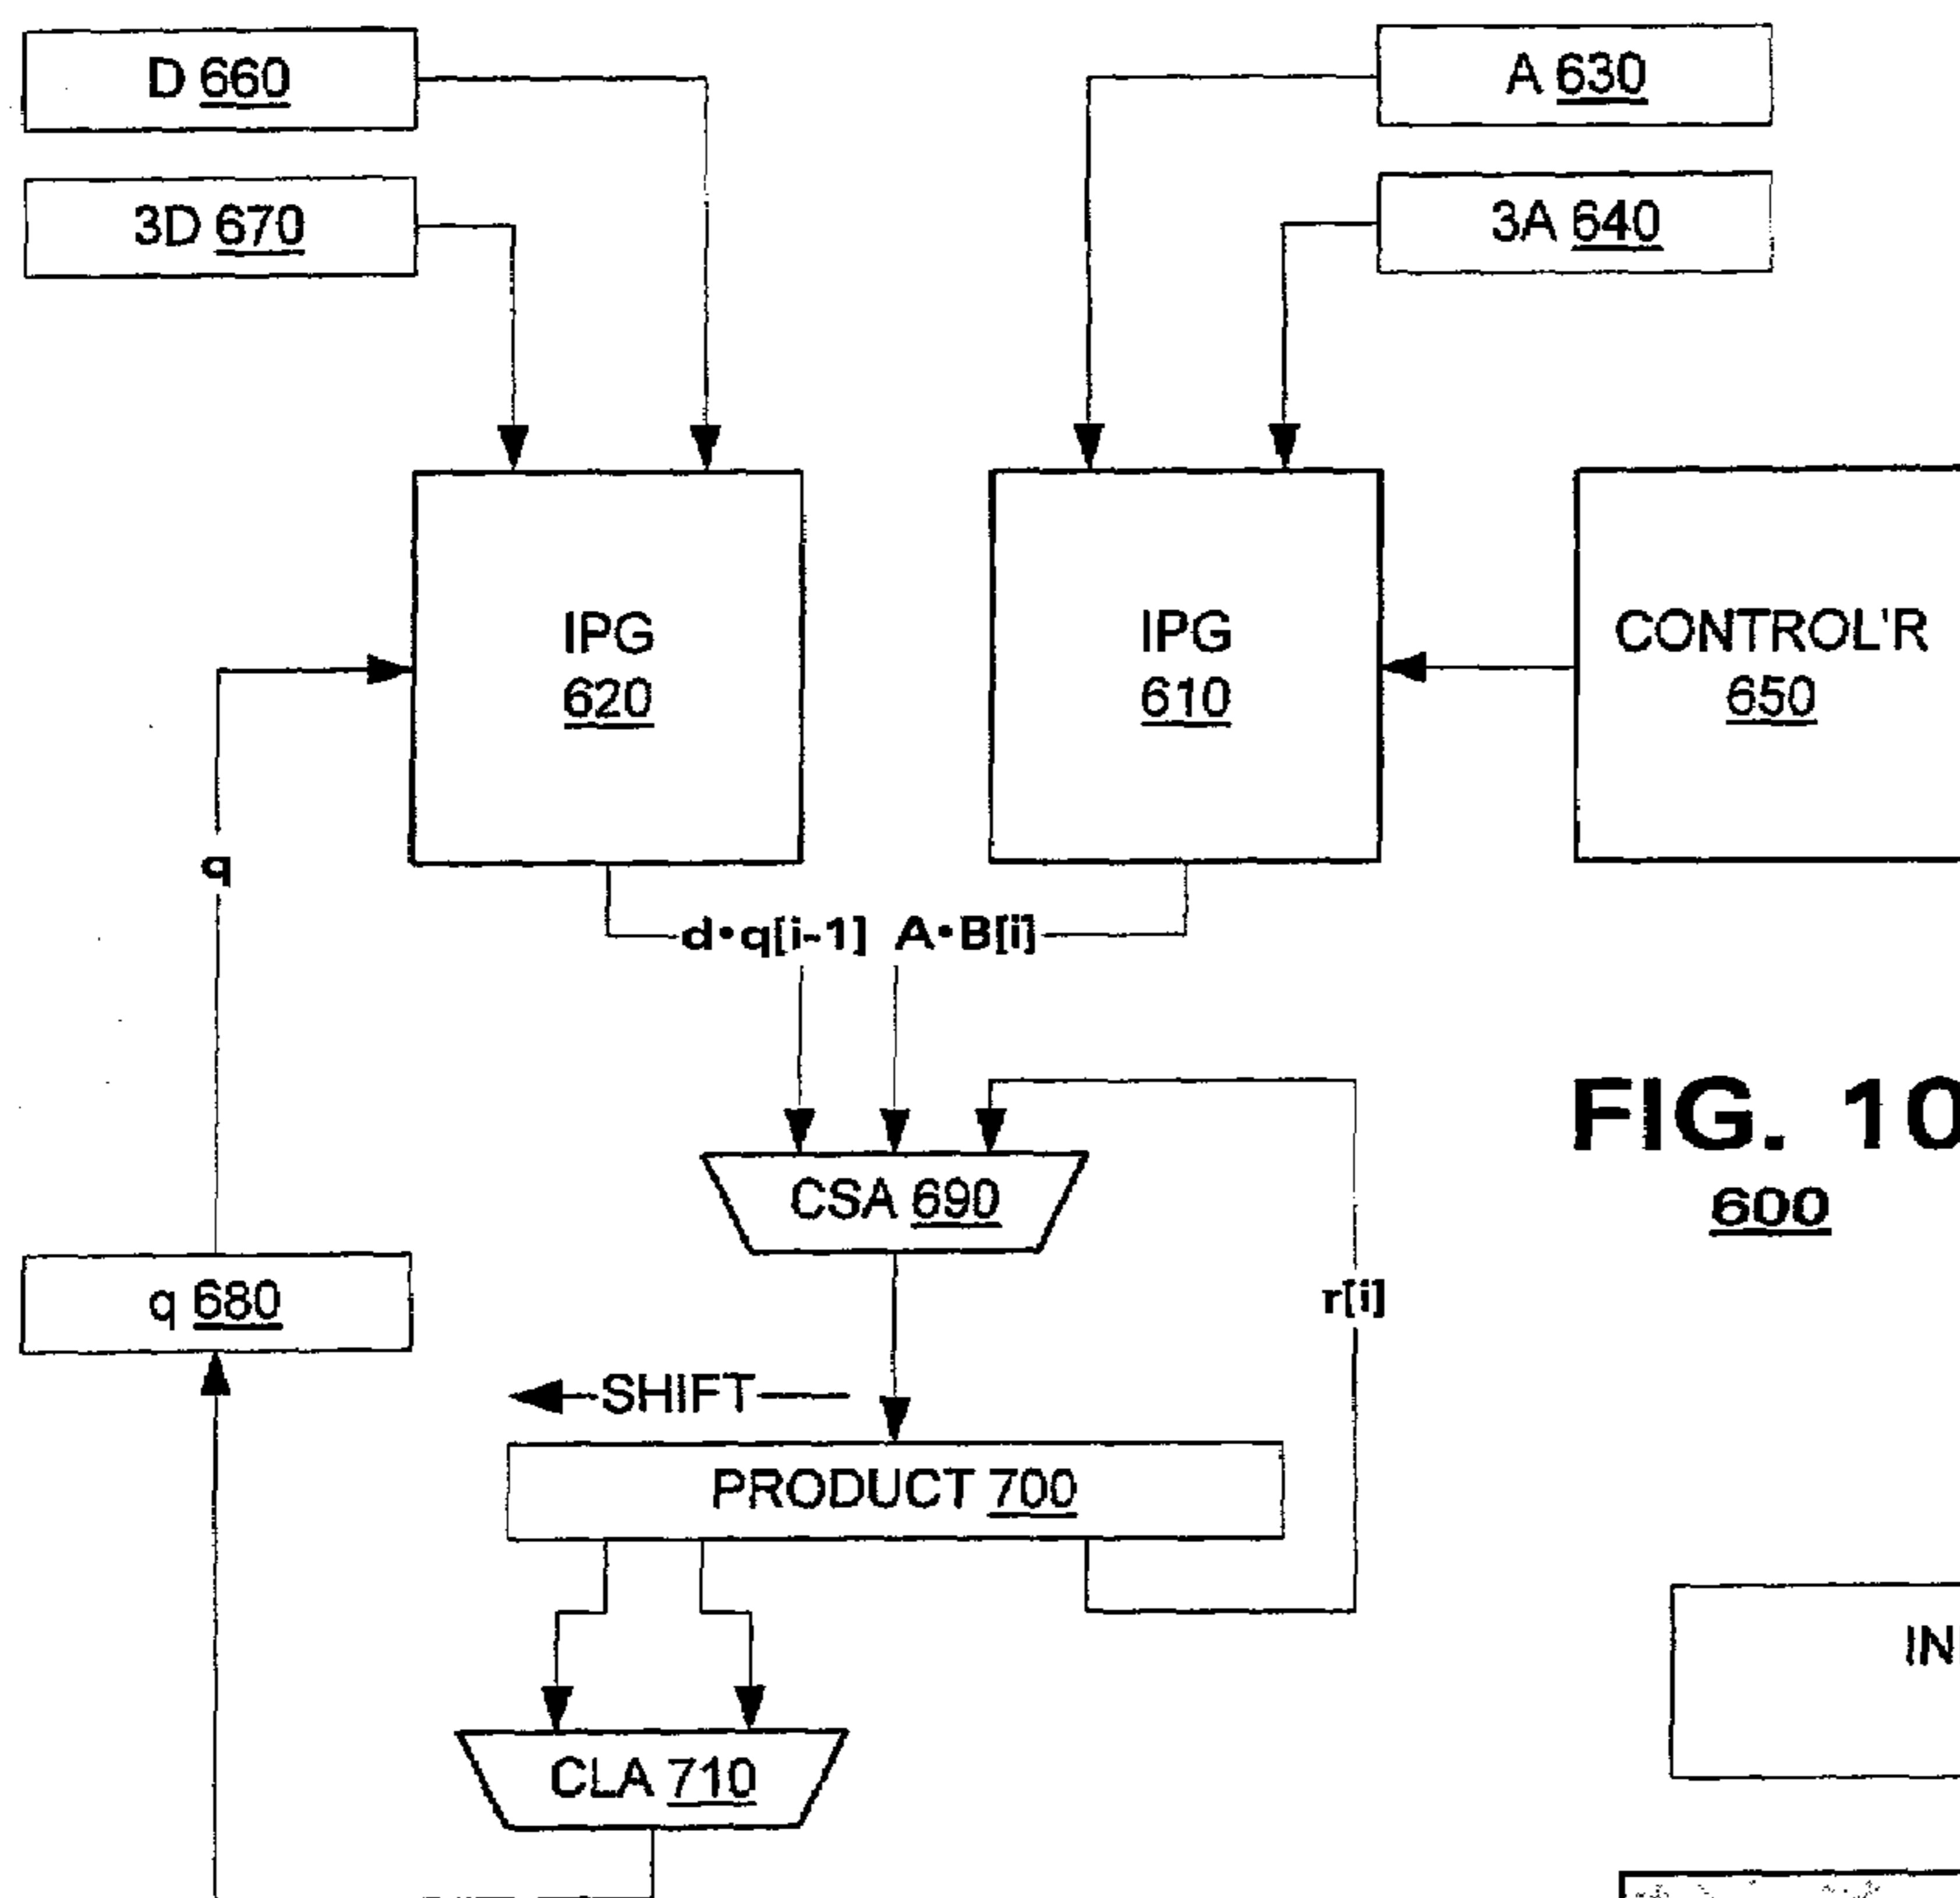 D 660
A 630
3D 670
3A 640
IPG
620
IPG
610
CONTROL'R
650
q
d•q[i-1] A•B[i]
FIG. 10
600
CSA 690
q 680
r[i]
SHIFT
PRODUCT 700
IN
CLA 710